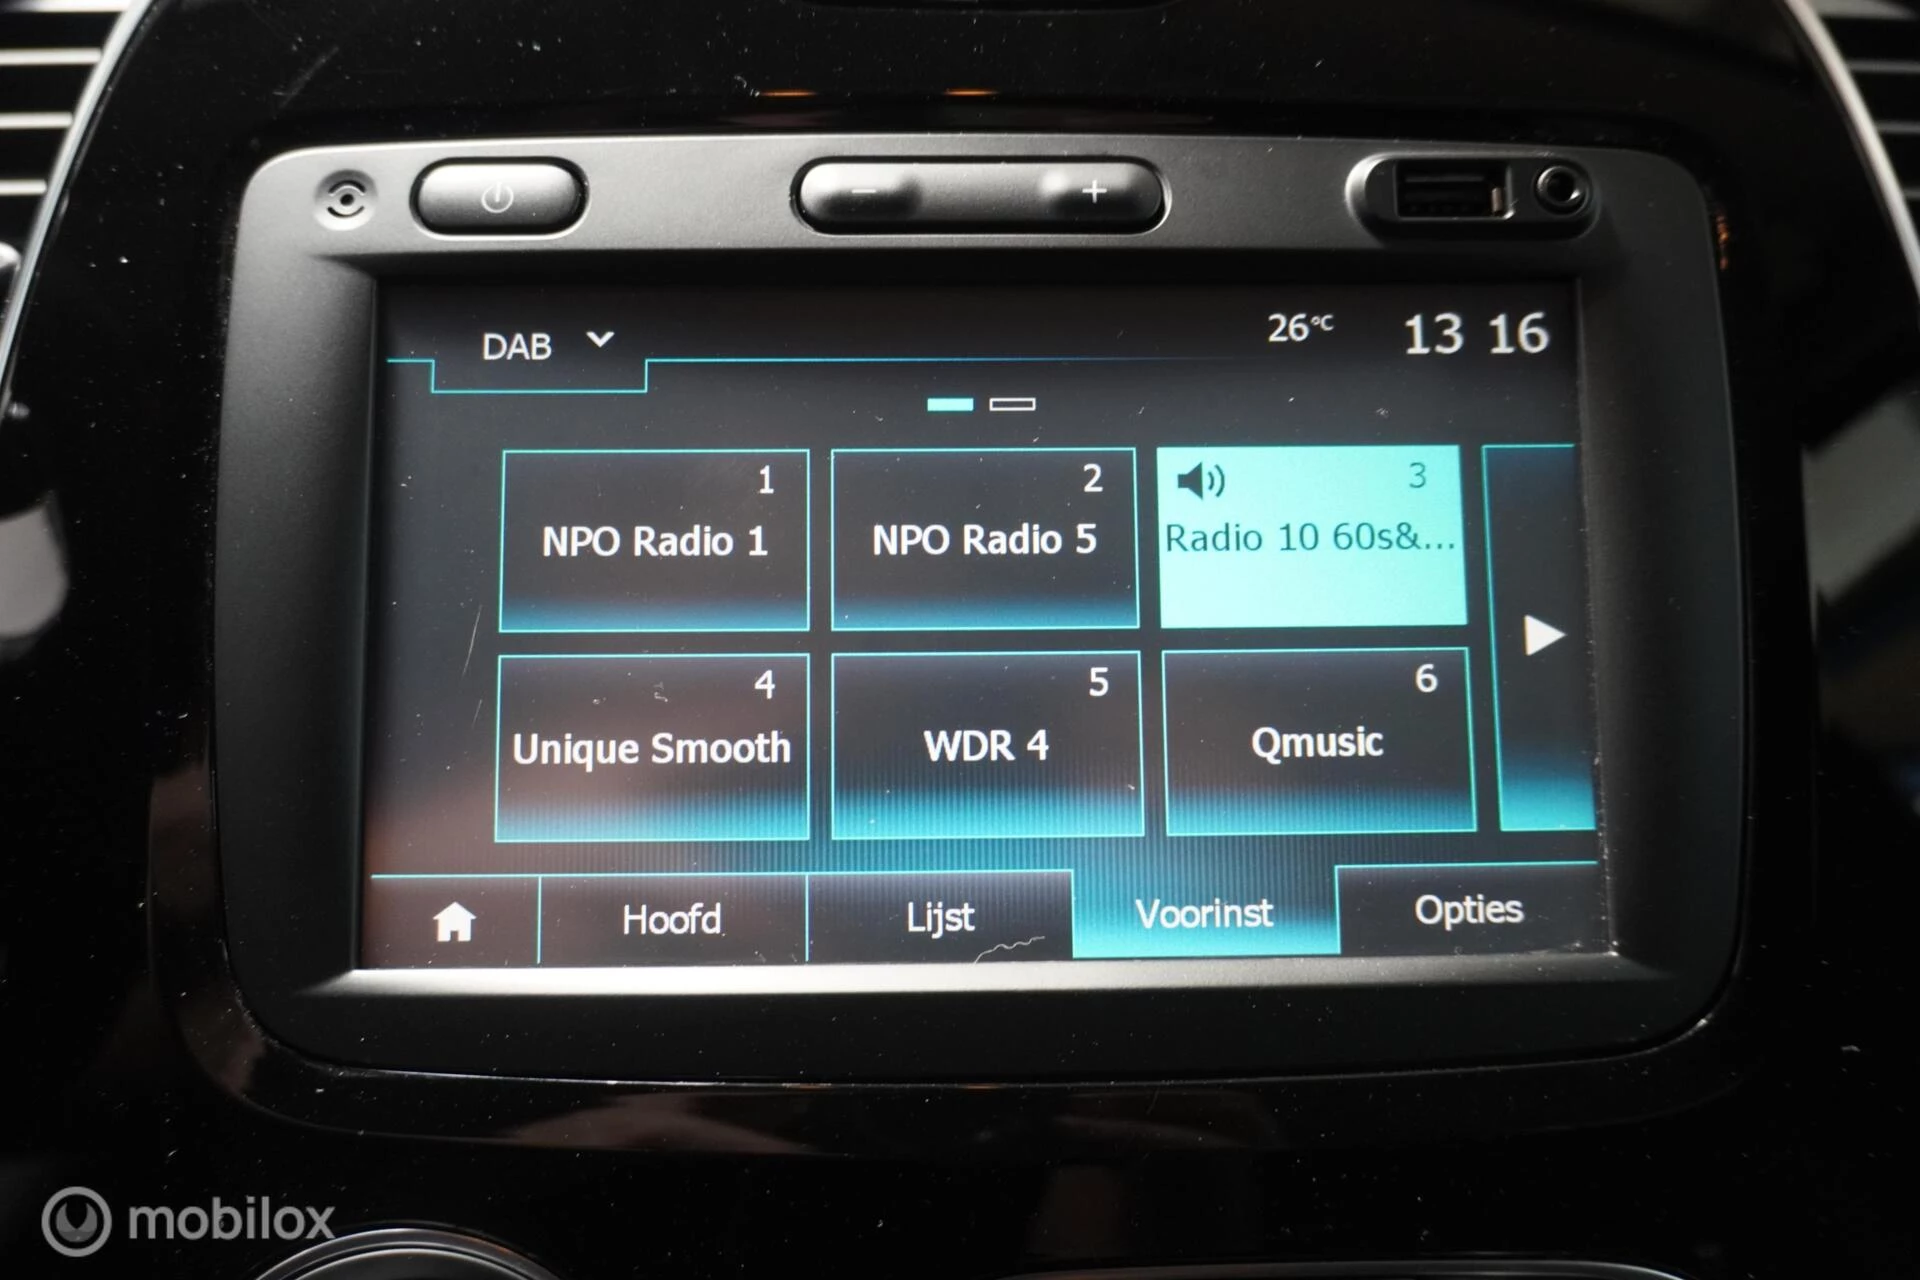 DAB
26°C
13 16
1
NPO Radio 1
2
NPO Radio 5
3
Radio 10 60s&...
4
Unique Smooth
5
WDR 4
6
Qmusic
Hoofd
Lijst
Voorinst
Opties
mobilox